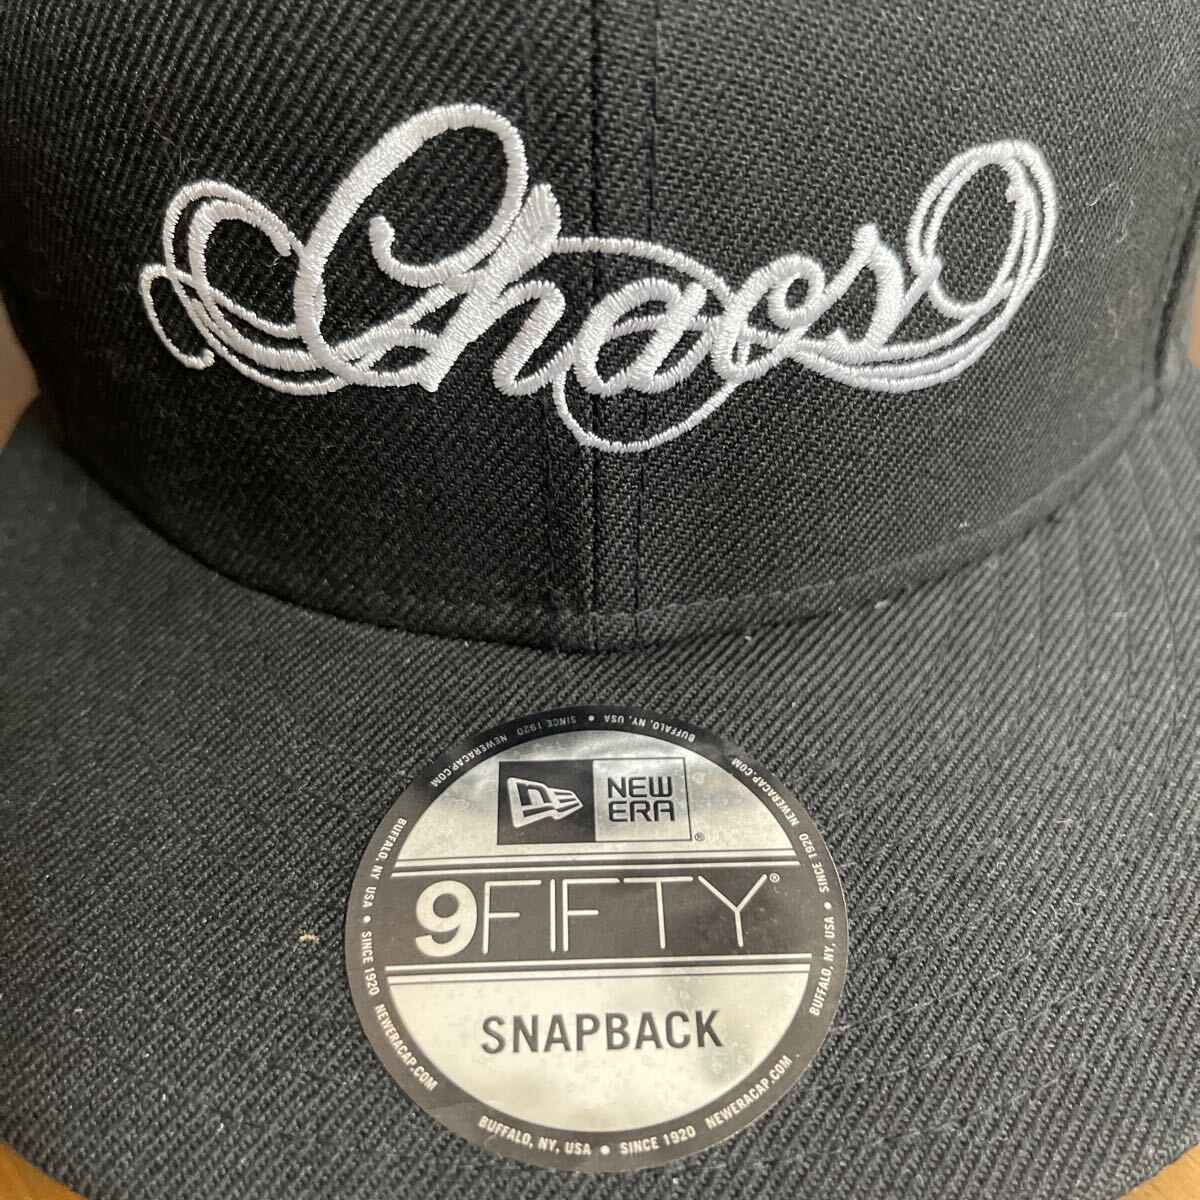 Chaos
NEW
ERA
®
9FIFTY®
SNAPBACK
BUFFALO, NY, USA • SINCE 1920 NEWERACAP.COM
BUFFALO, NY, USA • SINCE 1920 NEWERACAP.COM
BUFFALO, NY, USA • SINCE 1920 NEWERACAP.COM
BUFFALO, NY, USA • SINCE 1920 NEWERACAP.COM